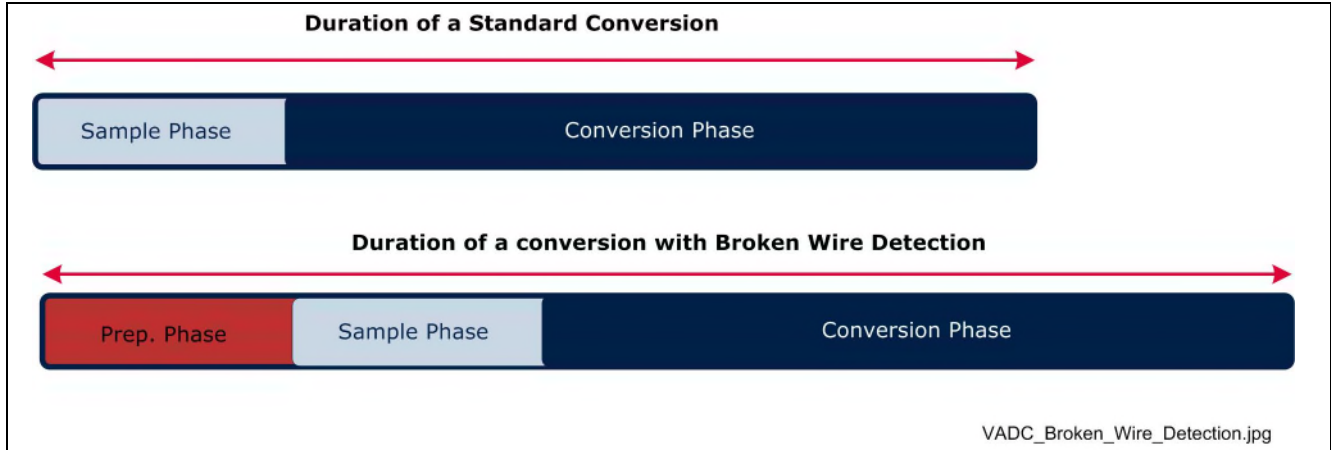 Duration of a Standard Conversion
Sample Phase Conversion Phase
Duration of a conversion with Broken Wire Detection
Prep. Phase Sample Phase Conversion Phase
VADC_Broken_Wire_Detection.jpg